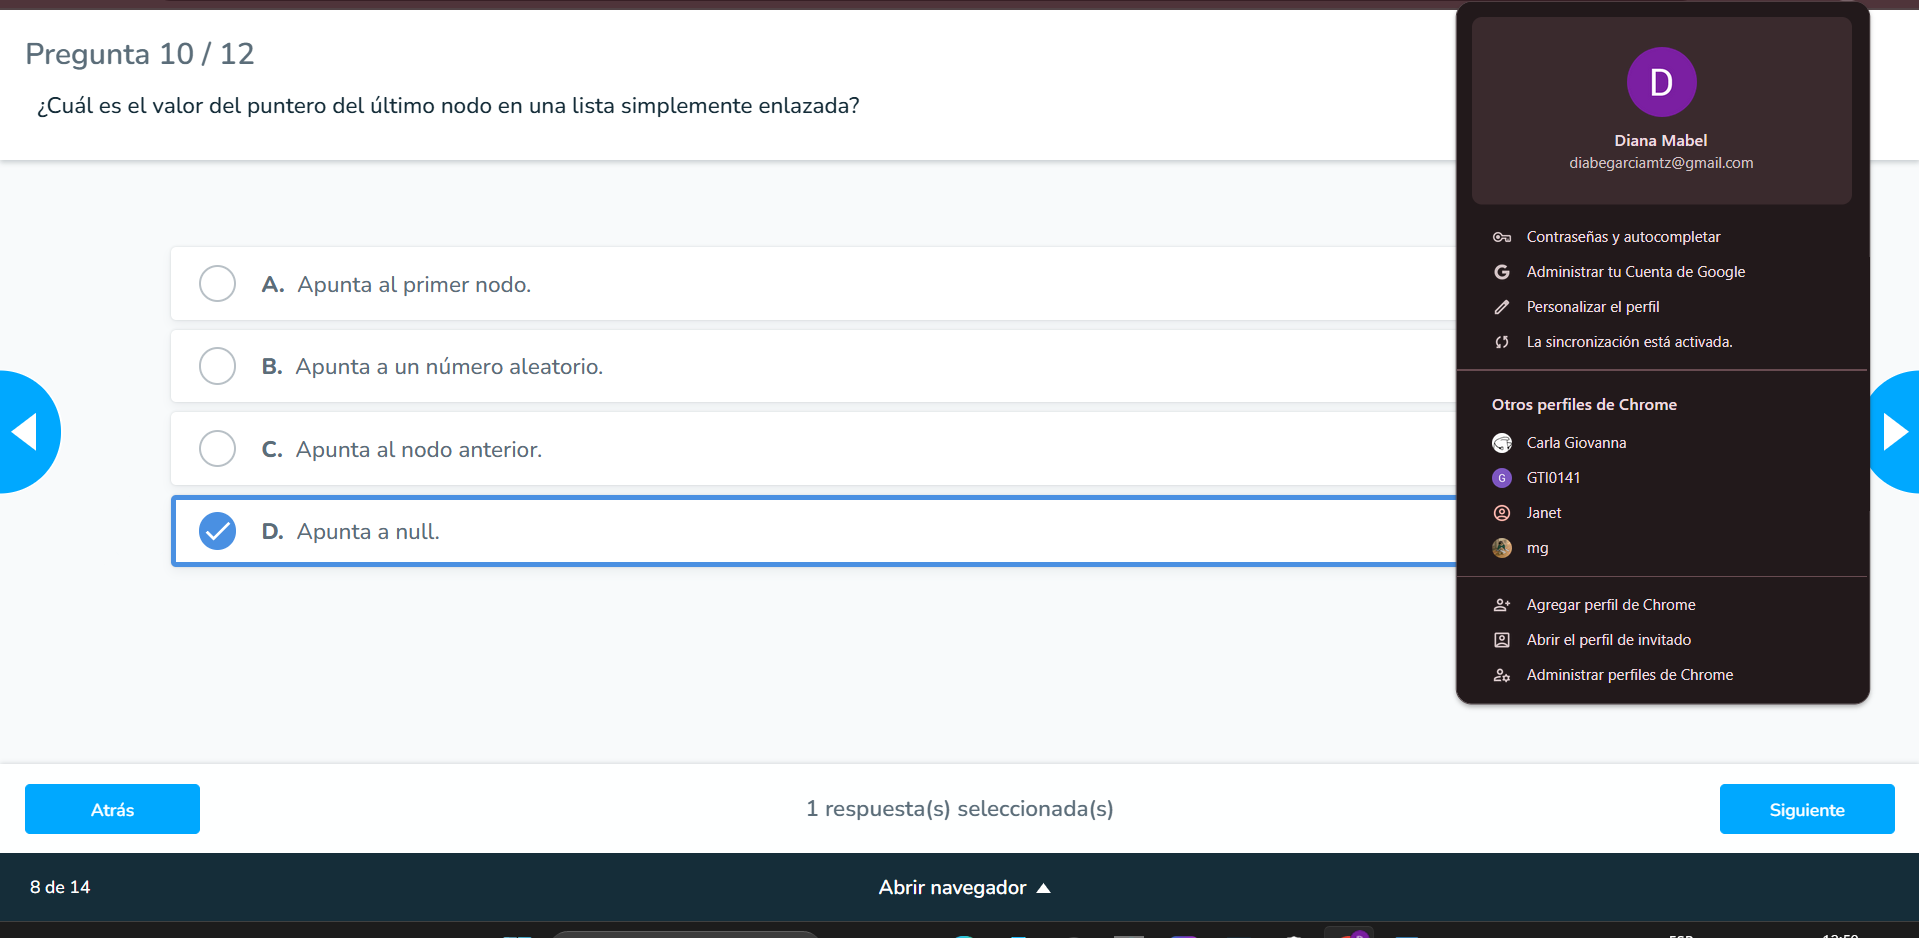 Pregunta 10 / 12
¿Cuál es el valor del puntero del último nodo en una lista simplemente enlazada?
A. Apunta al primer nodo.
B. Apunta a un número aleatorio.
C. Apunta al nodo anterior.
D. Apunta a null.
D
Diana Mabel
diabegarciamtz@gmail.com
Contraseñas y autocompletar
G Administrar tu Cuenta de Google
Personalizar el perfil
La sincronización está activada.
Otros perfiles de Chrome
Carla Giovanna
G GTI0141
Janet
mg
Agregar perfil de Chrome
Abrir el perfil de invitado
Administrar perfiles de Chrome
Atrás
1 respuesta(s) seleccionada(s)
Siguiente
8 de 14
Abrir navegador